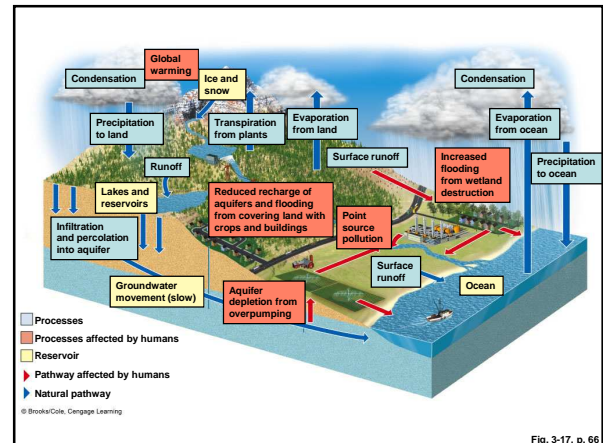 Global
warming
Condensation
Ice and
snow
Condensation
Precipitation
to land
Transpiration
from plants
Evaporation
from land
Evaporation
from ocean
Surface runoff
Increased
flooding
from wetland
destruction
Precipitation
to ocean
Runoff
Lakes and
reservoirs
Reduced recharge of
aquifers and flooding
from covering land with
crops and buildings
Point
source
pollution
Infiltration
and percolation
into aquifer
Surface
runoff
Groundwater
movement (slow)
Aquifer
depletion from
overpumping
Ocean
Processes
Processes affected by humans
Reservoir
Pathway affected by humans
Natural pathway
© Brooks/Cole, Cengage Learning
Fig. 3-17, p. 66